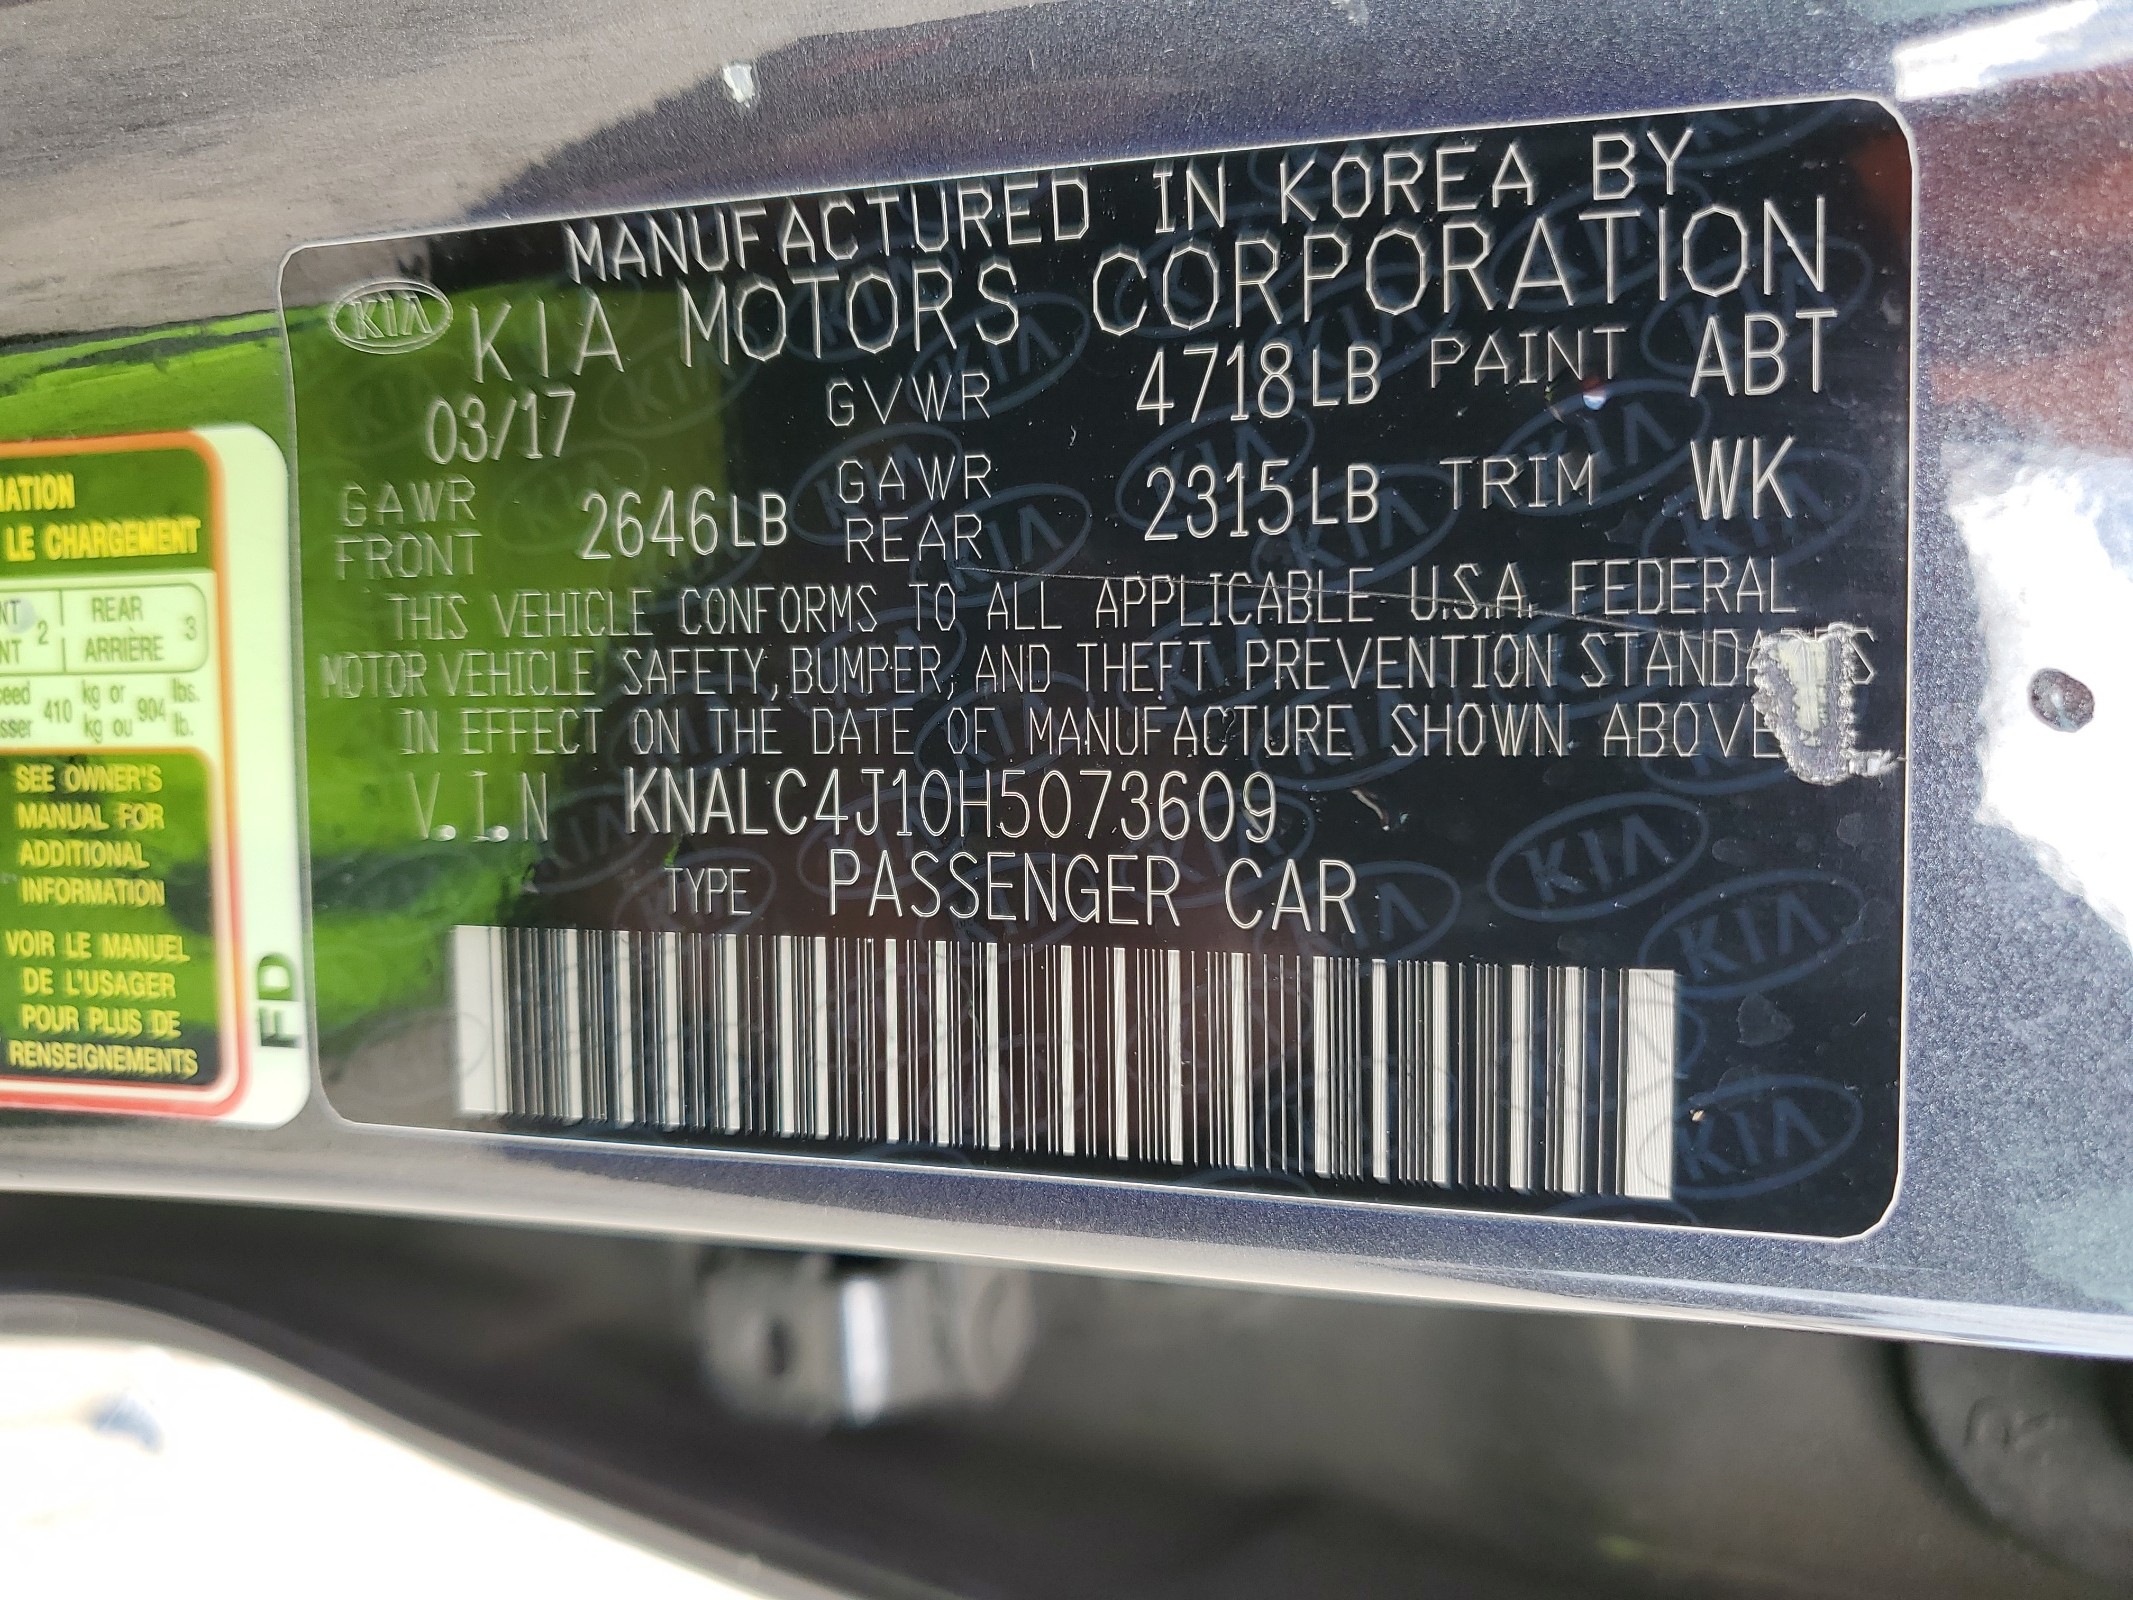 MANUFACTURED IN KOREA BY
KIA KIA MOTORS CORPORATION
03/17 GVWR 4718LB PAINT ABT
GAWR FRONT 2646LB GAWR REAR 2315LB TRIM WK
THIS VEHICLE CONFORMS TO ALL APPLICABLE U.S.A. FEDERAL
MOTOR VEHICLE SAFETY, BUMPER, AND THEFT PREVENTION
IN EFFECT ON THE DATE OF MANUFACTURE SHOWN ABOVE
V.I.N KNALC4J10H5073609
TYPE PASSENGER CAR
LE CHARGEMENT
2 REAR ARRIÈRE 3
410 kg or 904 lbs.
kg ou lb.
SEE OWNER'S
MANUAL FOR
ADDITIONAL
INFORMATION
VOIR LE MANUEL
DE L'USAGER
POUR PLUS DE
RENSEIGNEMENTS
FD